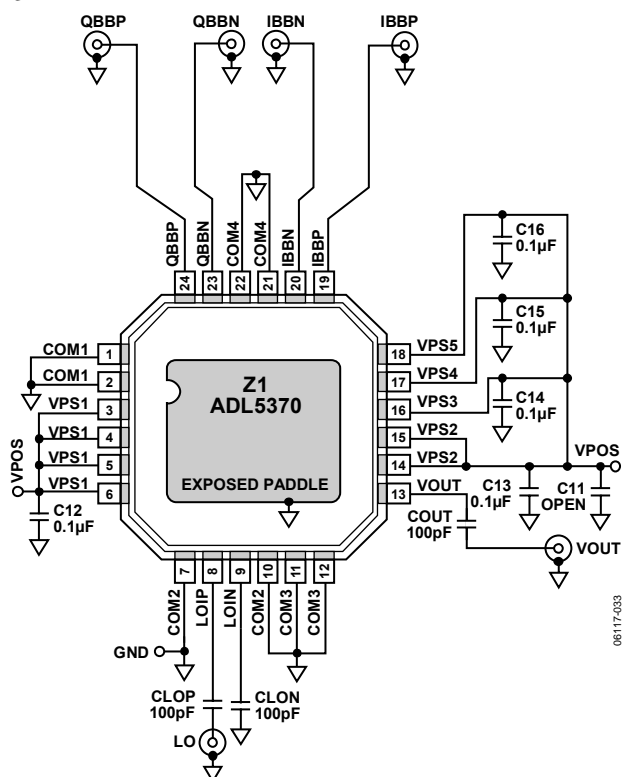 QBBP
QBBN
IBBN
IBBP
QBBP
QBBN
COM4
COM4
IBBN
IBBP
24
23
22
21
20
19
C16
0.1µF
C15
0.1µF
C14
0.1µF
COM1
1
COM1
2
VPS1
3
VPS1
4
VPS1
5
VPS1
6
VPOS
C12
0.1µF
Z1
ADL5370
EXPOSED PADDLE
18
VPS5
17
VPS4
16
VPS3
15
VPS2
14
VPS2
13
VOUT
VPOS
C13
0.1µF
C11
OPEN
COUT
100pF
VOUT
7
8
9
10
11
12
COM2
LOIP
LOIN
COM2
COM3
COM3
GND
CLOP
100pF
CLON
100pF
LO
06117-033